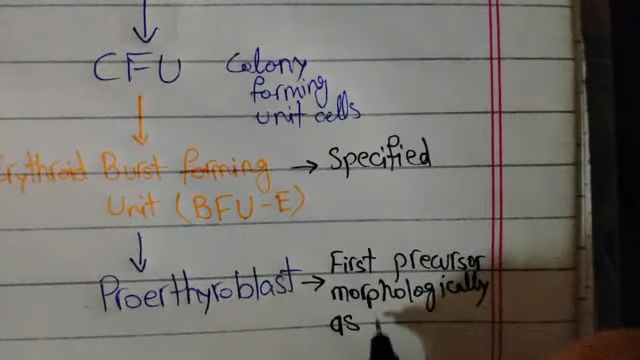 CFU Colony
forming
unit cells
Erythroid Burst forming → Specified
Unit (BFU-E)
Proerthyroblast → First precursor
morphologically
as